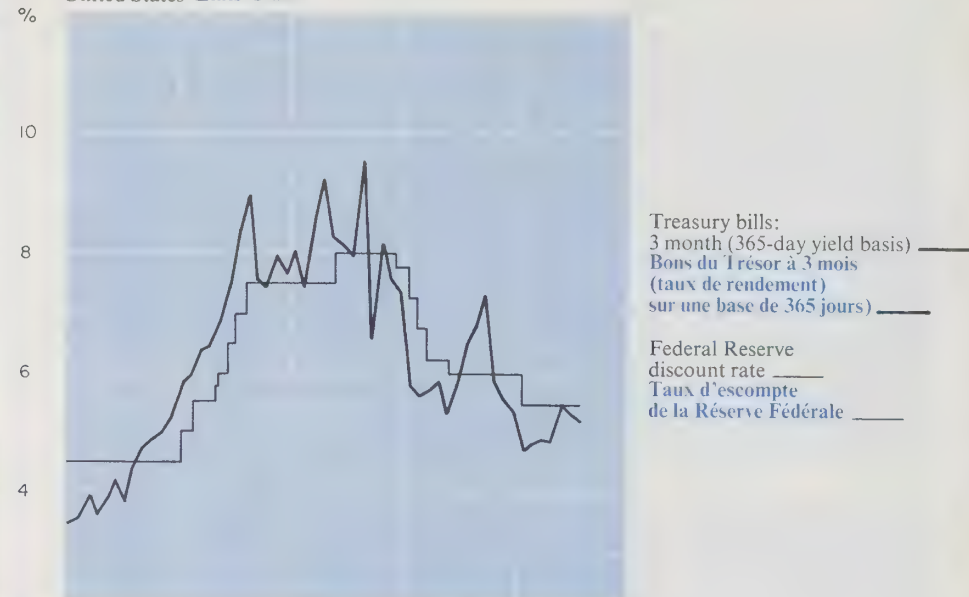 %
10
8
6
4
Treasury bills:
3 month (365-day yield basis)
Bons du Trésor à 3 mois
(taux de rendement)
sur une base de 365 jours)
Federal Reserve
discount rate
Taux d'escompte
de la Réserve Fédérale